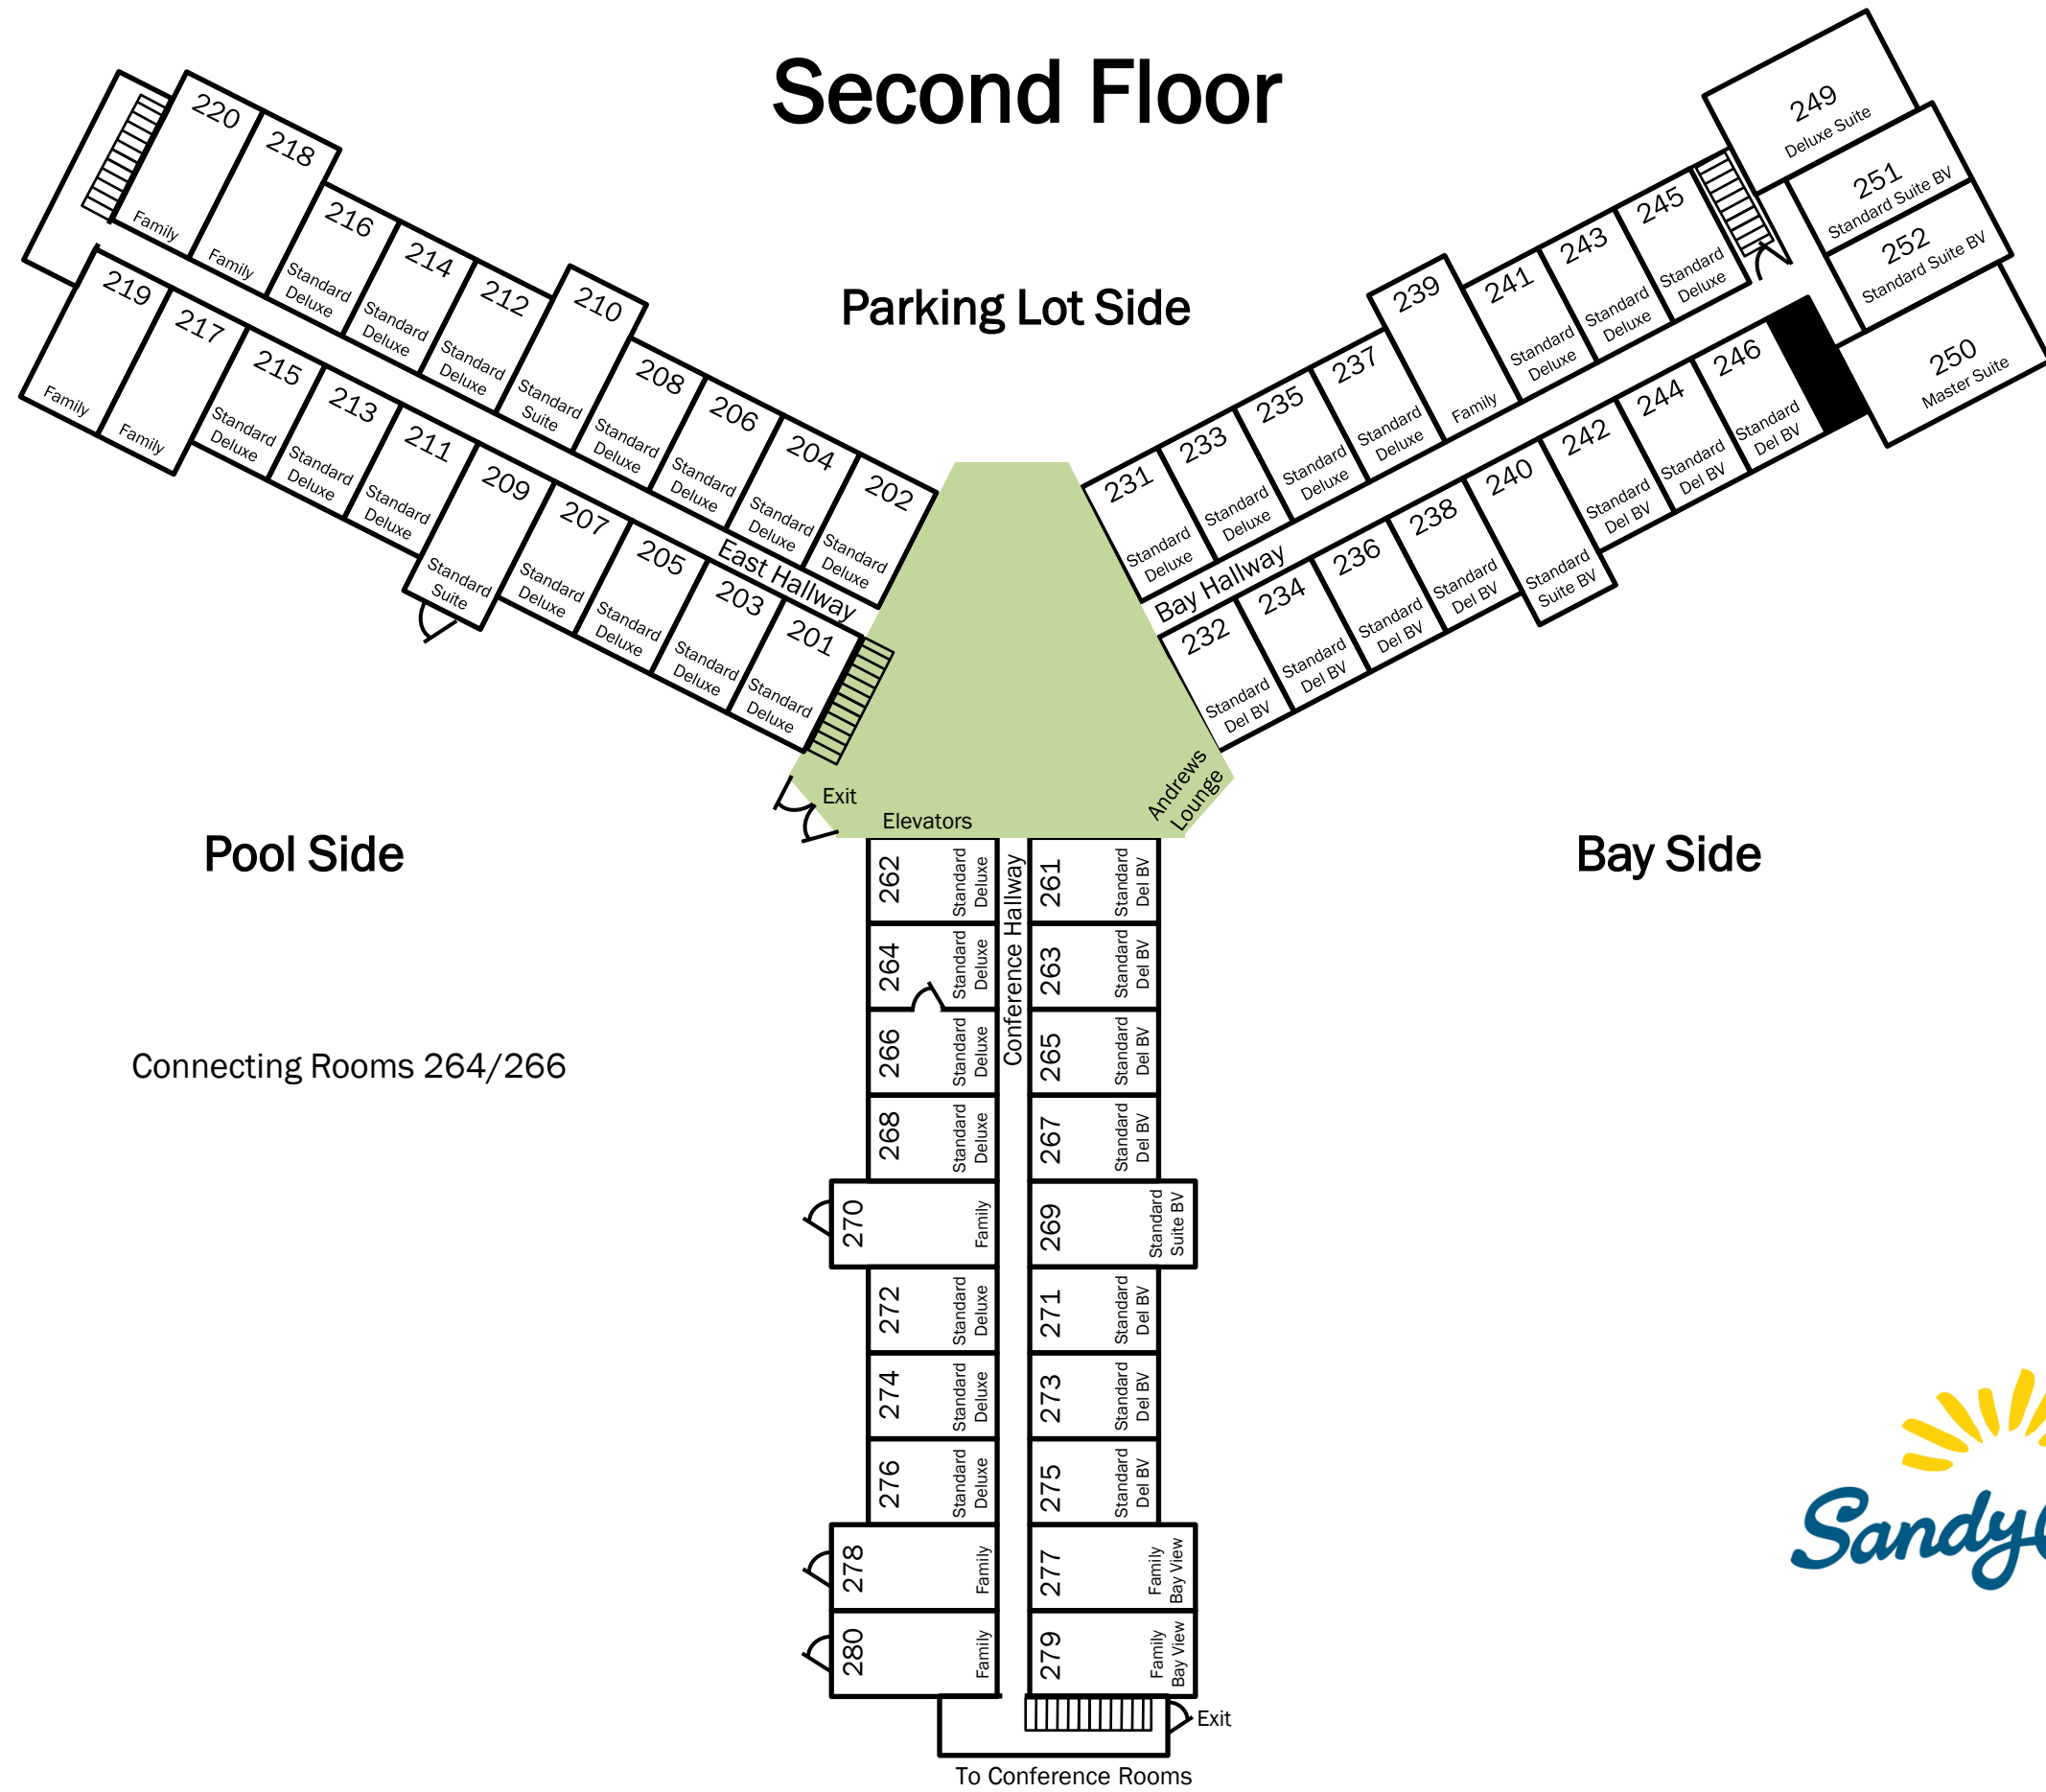 Second Floor
Parking Lot Side
Pool Side
Bay Side
Connecting Rooms 264/266
220
Family
218
Family
216
Standard
Deluxe
214
Standard
Deluxe
212
Standard
Deluxe
210
Standard
Suite
208
Standard
Deluxe
206
Standard
Deluxe
204
Standard
Deluxe
202
Standard
Deluxe
East Hallway
219
Family
217
Family
215
Standard
Deluxe
213
Standard
Deluxe
211
Standard
Deluxe
209
Standard
Suite
207
Standard
Deluxe
205
Standard
Deluxe
203
Standard
Deluxe
201
Standard
Deluxe
231
Standard
Deluxe
233
Standard
Deluxe
235
Standard
Deluxe
237
Standard
Deluxe
239
Family
241
Standard
Deluxe
243
Standard
Deluxe
245
Standard
Deluxe
249
Deluxe Suite
251
Standard Suite BV
252
Standard Suite BV
250
Master Suite
Bay Hallway
232
Standard
Del BV
234
Standard
Del BV
236
Standard
Del BV
238
Standard
Del BV
240
Standard
Suite BV
242
Standard
Del BV
244
Standard
Del BV
246
Standard
Del BV
Exit
Elevators
Andrews
Lounge
Conference Hallway
262
Standard
Deluxe
264
Standard
Deluxe
266
Standard
Deluxe
268
Standard
Deluxe
270
Family
272
Standard
Deluxe
274
Standard
Deluxe
276
Standard
Deluxe
278
Family
280
Family
261
Standard
Del BV
263
Standard
Del BV
265
Standard
Del BV
267
Standard
Del BV
269
Standard
Suite BV
271
Standard
Del BV
273
Standard
Del BV
275
Standard
Del BV
277
Family
Bay View
279
Family
Bay View
Exit
To Conference Rooms
Sandy